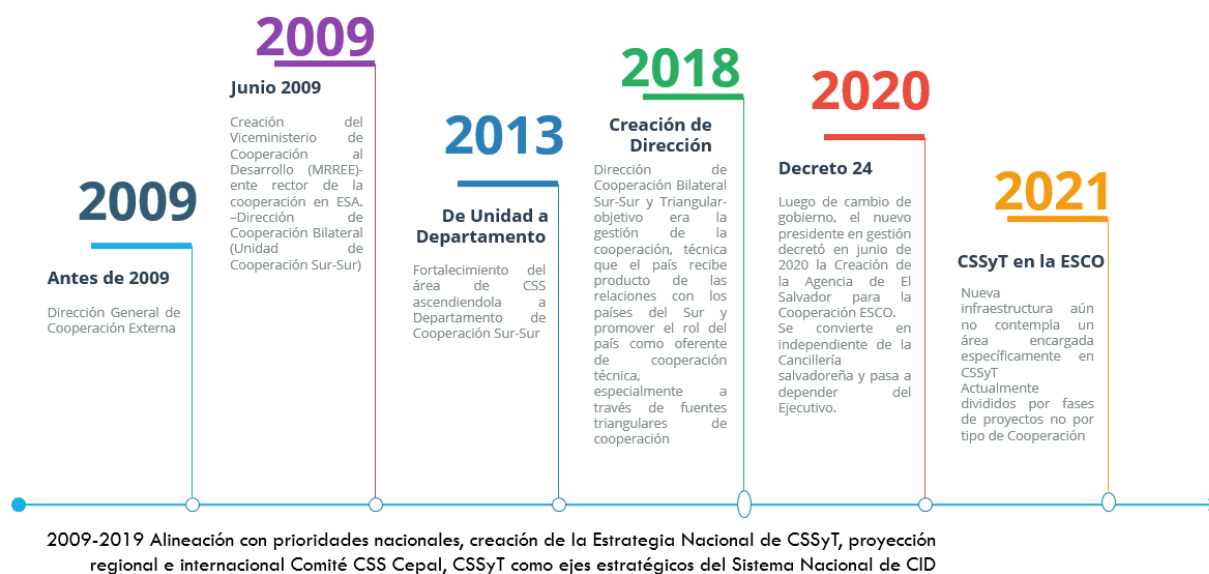 2009
Antes de 2009
Dirección General de
Cooperación Externa
2009
Junio 2009
Creación del
Viceministerio de
Cooperación al
Desarrollo (MRREE)-
ente rector de la
cooperación en ESA.
–Dirección de
Cooperación Bilateral
(Unidad de
Cooperación Sur-Sur)
2013
De Unidad a
Departamento
Fortalecimiento del
área de CSS
ascendiendola a
Departamento de
Cooperación Sur-Sur
2018
Creación de
Dirección
Dirección de
Cooperación Bilateral
Sur-Sur y Triangular-
objetivo era la
gestión de la
cooperación, técnica
que el país recibe
producto de las
relaciones con los
países del Sur y
promover el rol del
país como oferente
de cooperación
técnica,
especialmente a
través de fuentes
triangulares de
cooperación
2020
Decreto 24
Luego de cambio de
gobierno, el nuevo
presidente en gestión
decretó en junio de
2020 la Creación de
la Agencia de El
Salvador para la
Cooperación ESCO.
Se convierte en
independiente de la
Cancillería
salvadoreña y pasa a
depender del
Ejecutivo.
2021
CSSyT en la ESCO
Nueva
infraestructura aún
no contempla un
área encargada
específicamente en
CSSyT
Actualmente
divididos por fases
de proyectos no por
tipo de Cooperación
2009-2019 Alineación con prioridades nacionales, creación de la Estrategia Nacional de CSSyT, proyección
regional e internacional Comité CSS Cepal, CSSyT como ejes estratégicos del Sistema Nacional de CID